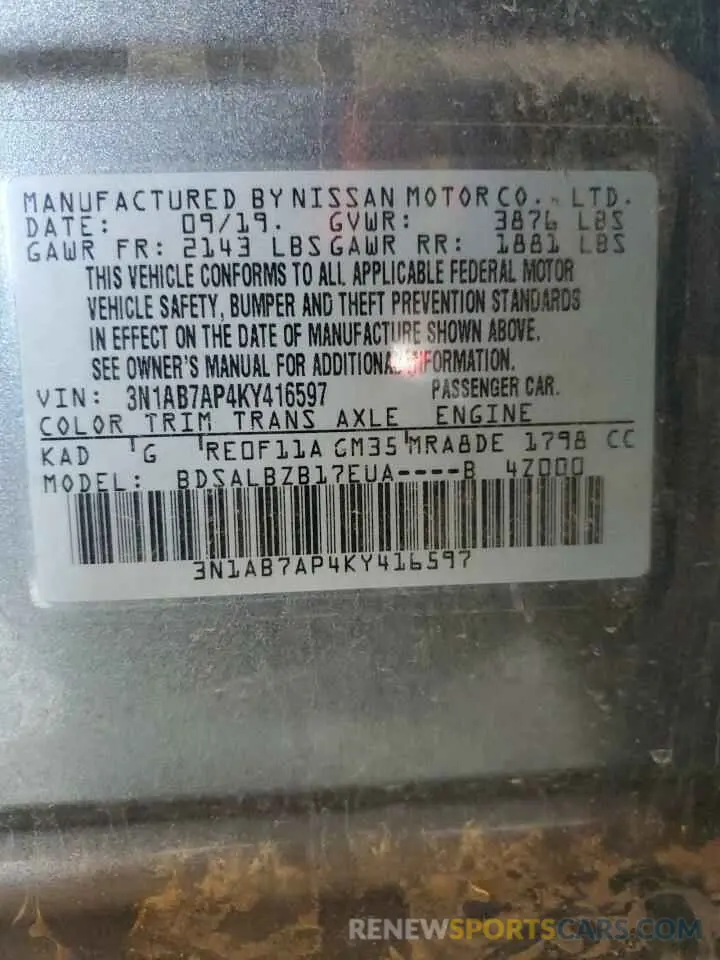 MANUFACTURED BY NISSAN MOTOR CO., LTD.
DATE: 09/19. GVWR: 3876 LBS
GAWR FR: 2143 LBS GAWR RR: 1881 LBS
THIS VEHICLE CONFORMS TO ALL APPLICABLE FEDERAL MOTOR
VEHICLE SAFETY, BUMPER AND THEFT PREVENTION STANDARDS
IN EFFECT ON THE DATE OF MANUFACTURE SHOWN ABOVE.
SEE OWNER'S MANUAL FOR ADDITIONAL INFORMATION.
VIN: 3N1AB7AP4KY416597 PASSENGER CAR.
COLOR TRIM TRANS AXLE ENGINE
KAD G RE0F11A GM35 MRA8DE 1798 CC
MODEL: BDSALBZB17EUA----B 4Z000
3N1AB7AP4KY416597
RENEWSPORTSCARS.COM